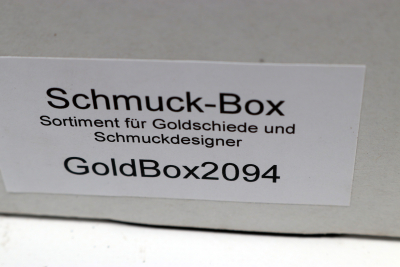 Schmuck-Box
Sortiment für Goldschiede und
Schmuckdesigner
GoldBox2094